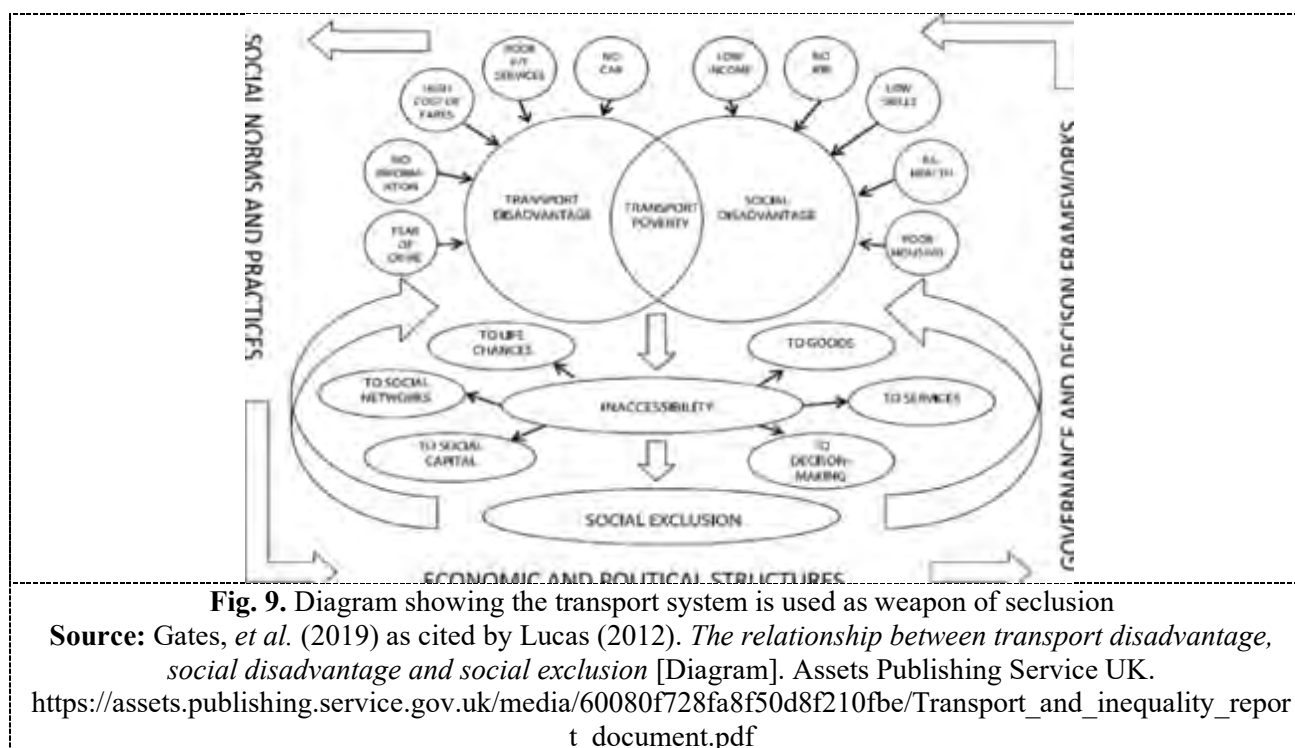 SOCIAL NORMS AND PRACTICES
GOVERNANCE AND DECISON FRAMEWORKS
POOR
SERVICES
NO
CAR
LOW
INCOME
NO
LOW
HIGH
COST OF
FARES
NO
INFORM-
ATION
FEAR
OF
CRIME
ILL-
HEALTH
POOR
HOUSING
TRANSPORT
DISADVANTAGE
TRANSPORT
POVERTY
SOCIAL
DISADVANTAGE
TO LIFE
CHANCES
TO GOODS
TO SOCIAL
NETWORKS
INACCESSIBILITY
TO SERVICES
TO SOCIAL
CAPITAL
TO
DECISION-
MAKING
SOCIAL EXCLUSION
ECONOMIC AND POLITICAL STRUCTURES
Fig. 9. Diagram showing the transport system is used as weapon of seclusion
Source: Gates, et al. (2019) as cited by Lucas (2012). The relationship between transport disadvantage,
social disadvantage and social exclusion [Diagram]. Assets Publishing Service UK.
https://assets.publishing.service.gov.uk/media/60080f728fa8f50d8f210fbe/Transport_and_inequality_repor
t_document.pdf